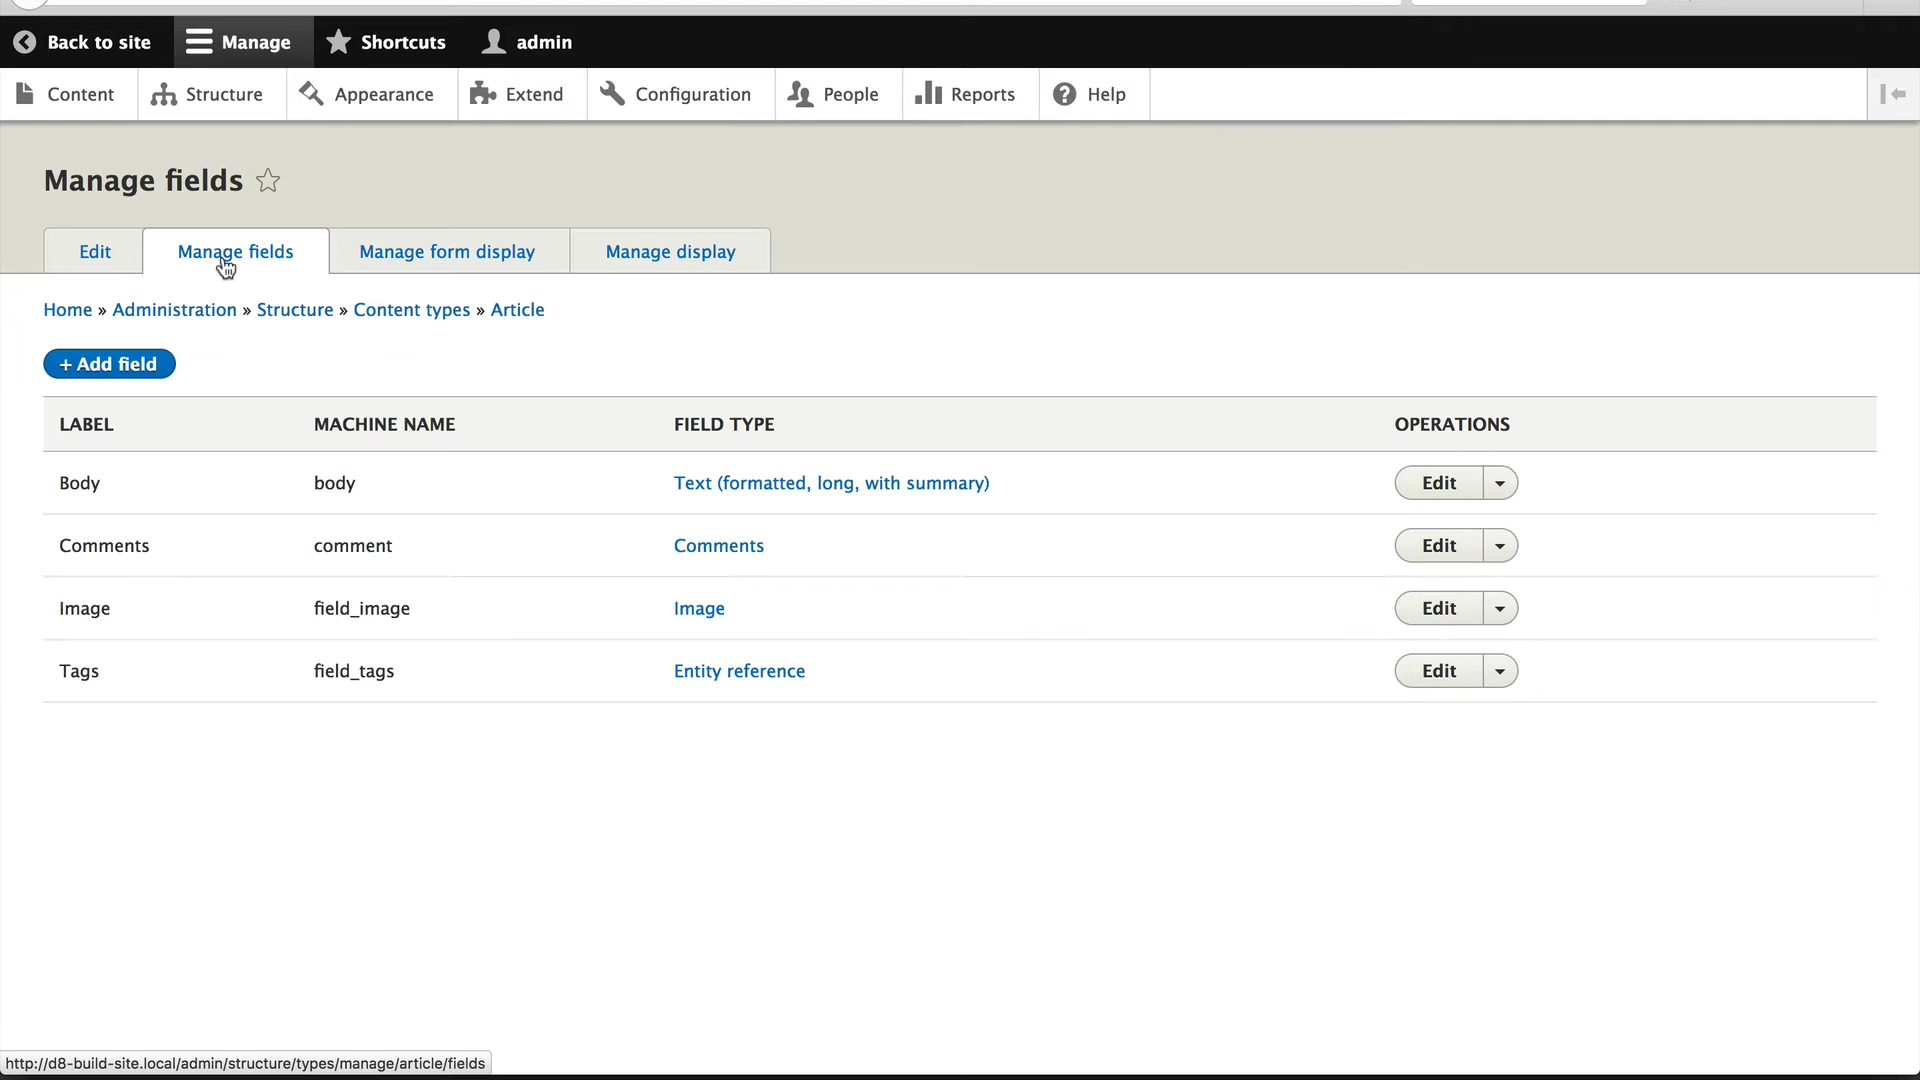 Back to site Manage Shortcuts admin
Content Structure Appearance Extend Configuration People Reports Help
Manage fields
Edit Manage fields Manage form display Manage display
Home » Administration » Structure » Content types » Article
+ Add field
LABEL MACHINE NAME FIELD TYPE OPERATIONS
Body body Text (formatted, long, with summary) Edit
Comments comment Comments Edit
Image field_image Image Edit
Tags field_tags Entity reference Edit
http://d8-build-site.local/admin/structure/types/manage/article/fields